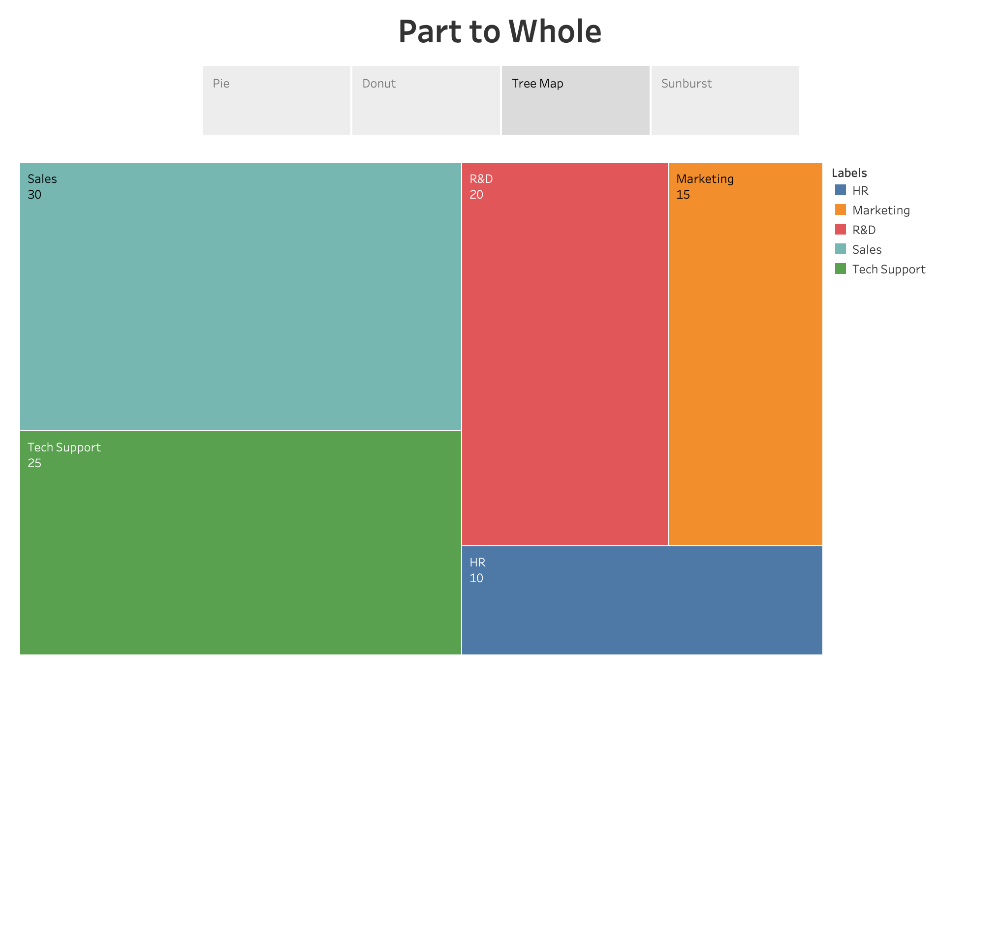 Part to Whole
Pie
Donut
Tree Map
Sunburst
Sales
30
R&D
20
Marketing
15
Tech Support
25
HR
10
Labels
HR
Marketing
R&D
Sales
Tech Support